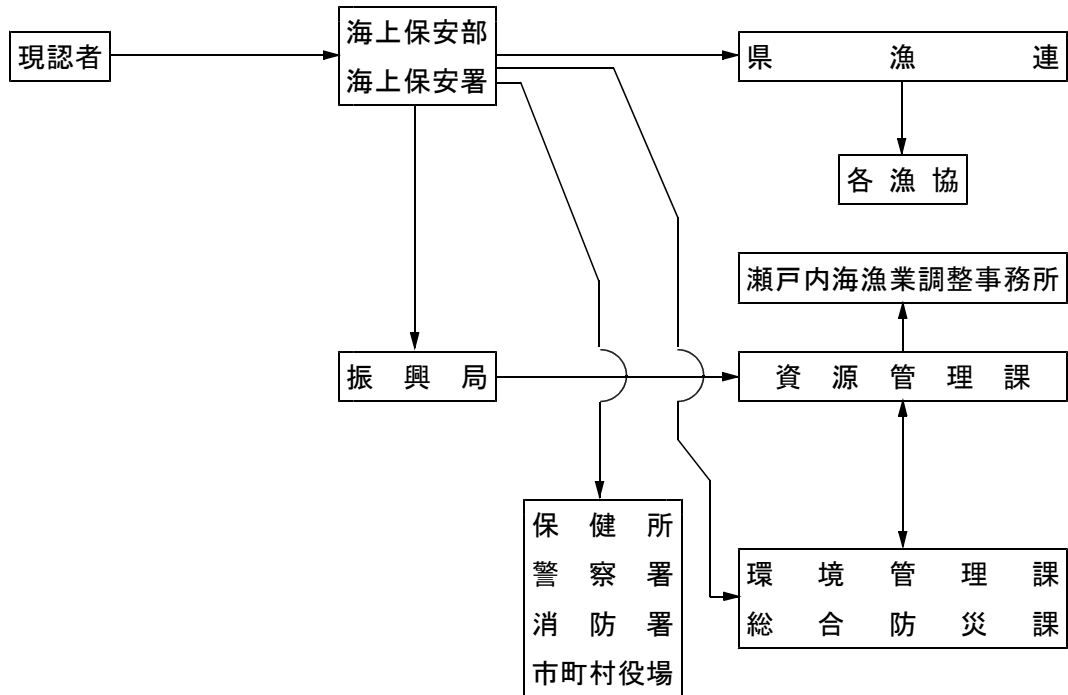 現認者
海上保安部
海上保安署
県漁連
各漁協
瀬戸内海漁業調整事務所
振興局
資源管理課
保健所
警察署
消防署
市町村役場
環境管理課
総合防災課